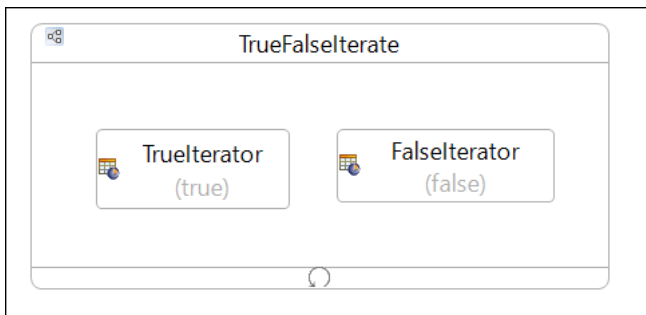 TrueFalseIterate
TrueIterator
(true)
FalseIterator
(false)